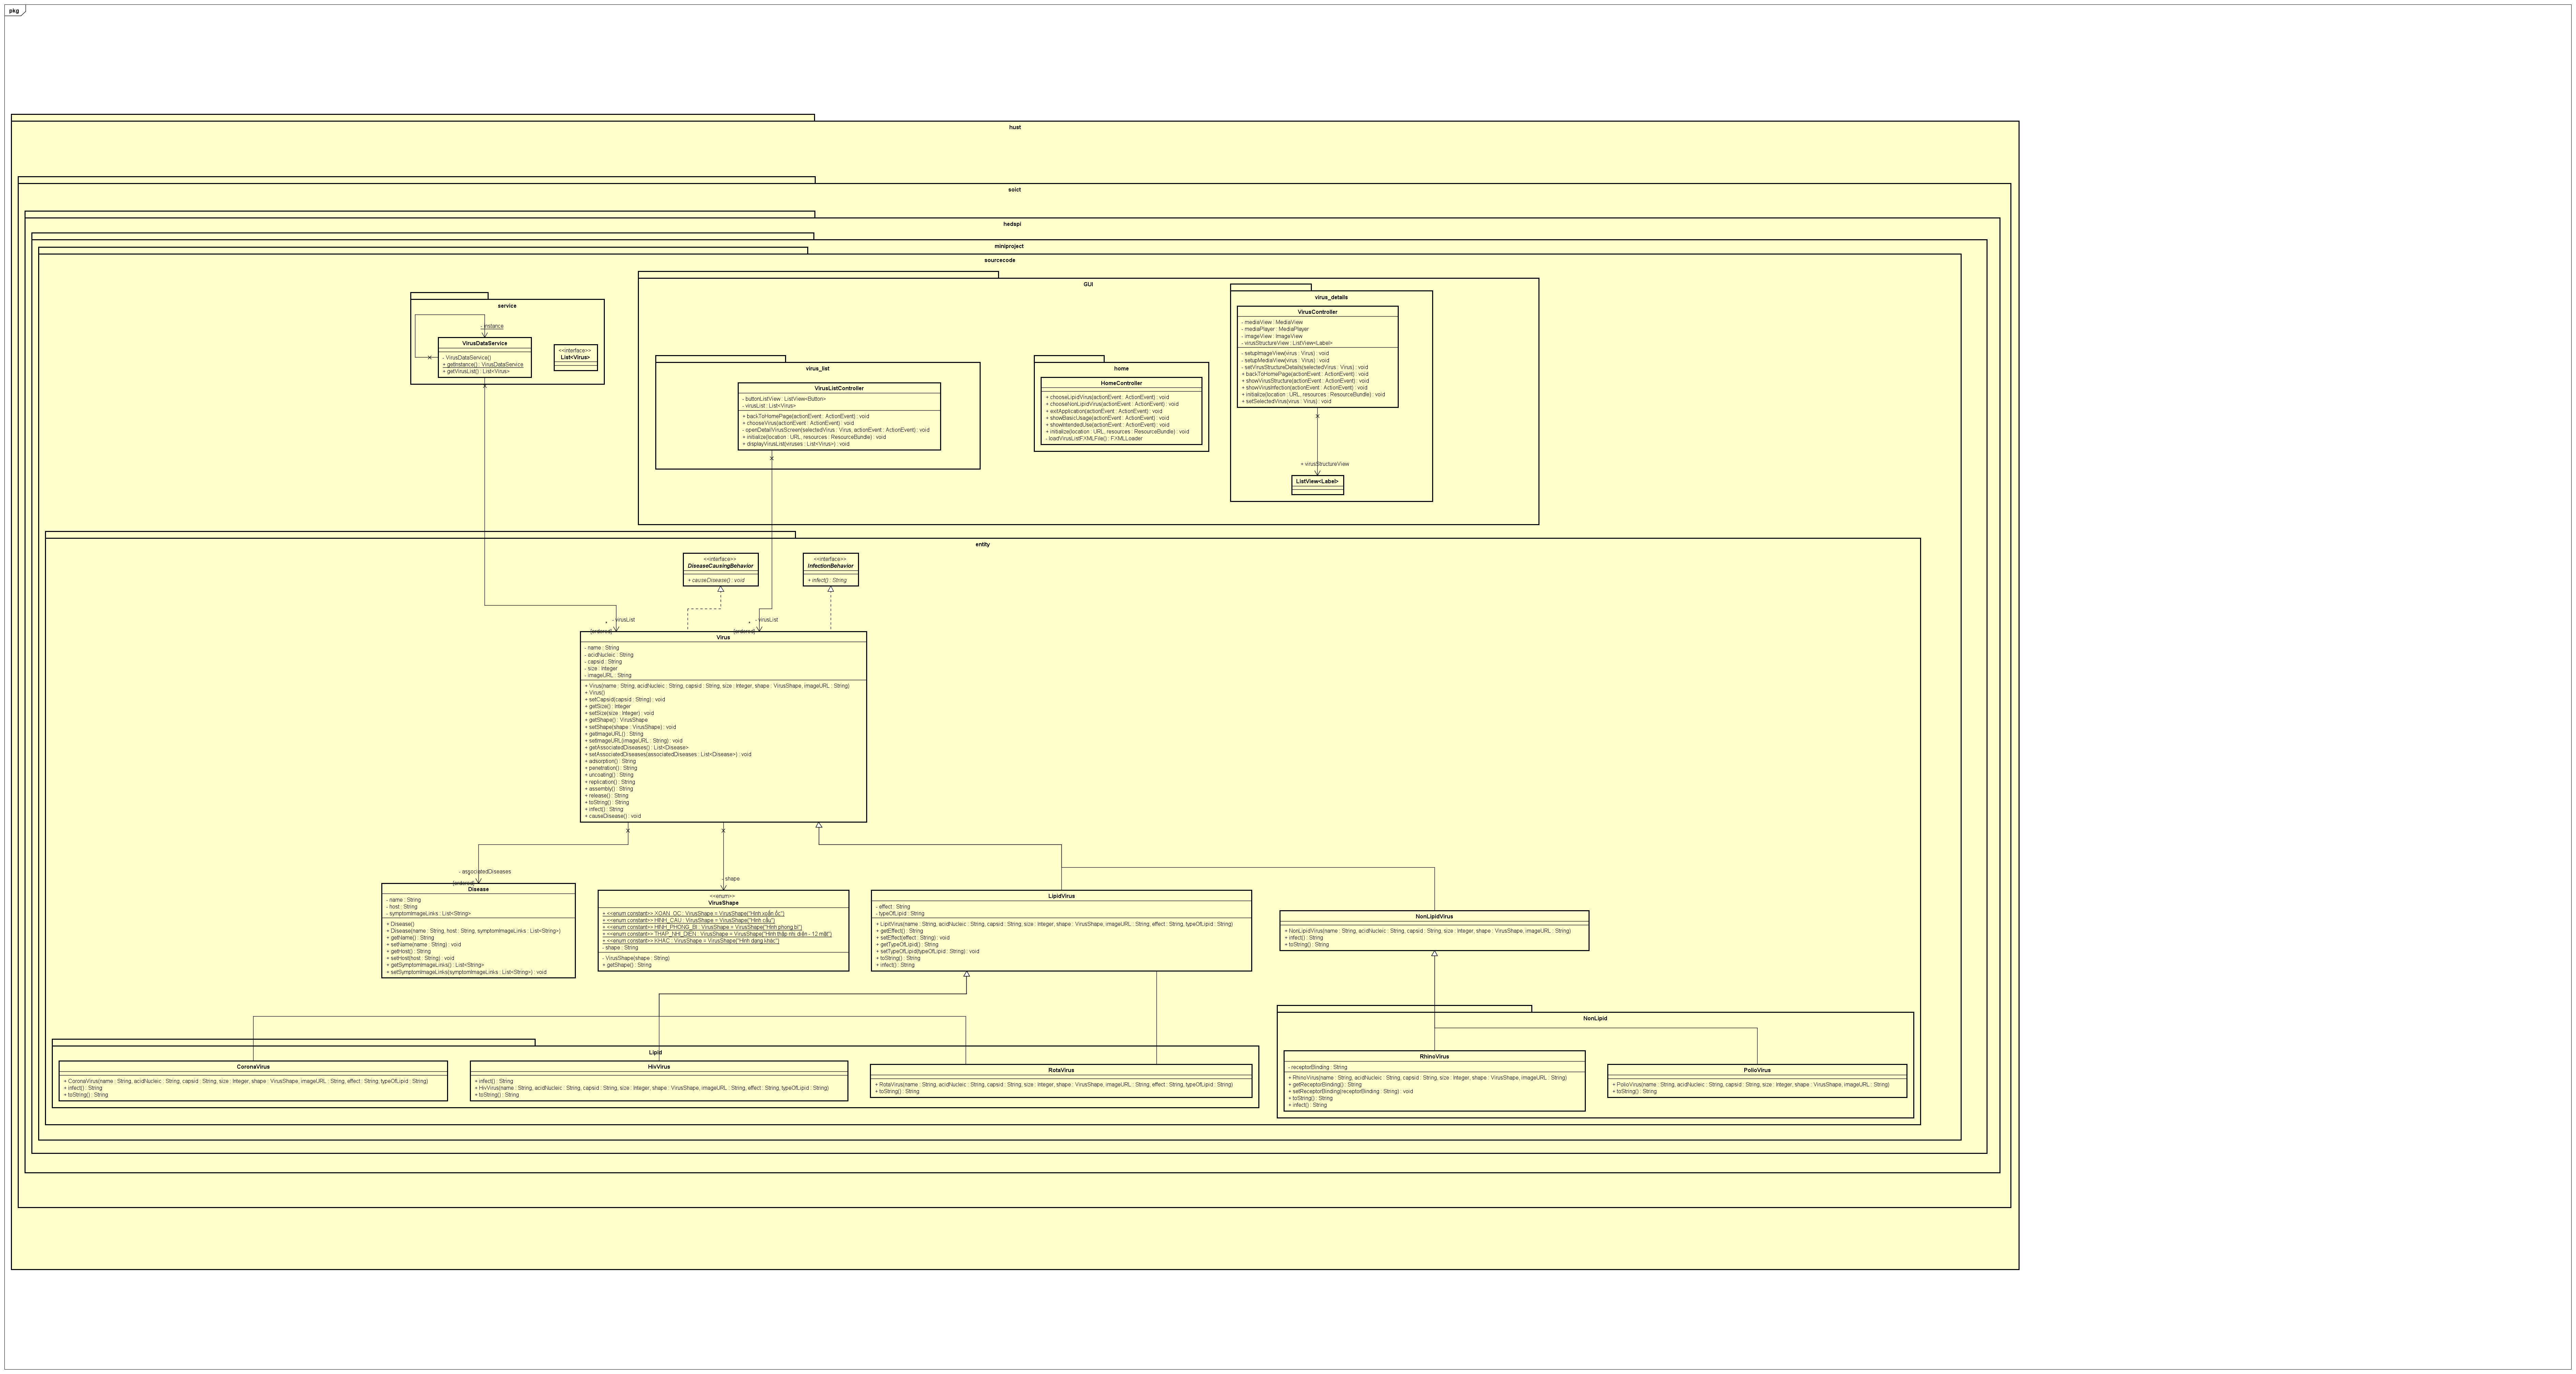 pkg
hust
soict
hedspi
miniproject
sourcecode
service
- instance
VirusDataService
- VirusDataService()
+ getInstance() : VirusDataService
+ getVirusList() : List<Virus>
<<interface>>
List<Virus>
GUI
virus_list
VirusListController
- buttonListView : ListView<Button>
- virusList : List<Virus>
+ backToHomePage(actionEvent : ActionEvent) : void
+ chooseVirus(actionEvent : ActionEvent) : void
- openDetailVirusScreen(selectedVirus : Virus, actionEvent : ActionEvent) : void
+ initialize(location : URL, resources : ResourceBundle) : void
+ displayVirusList(viruses : List<Virus>) : void
home
HomeController
+ chooseLipidVirus(actionEvent : ActionEvent) : void
+ chooseNonLipidVirus(actionEvent : ActionEvent) : void
+ exitApplication(actionEvent : ActionEvent) : void
+ showBasicUsage(actionEvent : ActionEvent) : void
+ showIntendedUse(actionEvent : ActionEvent) : void
+ initialize(location : URL, resources : ResourceBundle) : void
- loadVirusListFXMLFile() : FXMLLoader
virus_details
VirusController
- mediaView : MediaView
- mediaPlayer : MediaPlayer
- imageView : ImageView
- virusStructureView : ListView<Label>
- setupImageView(virus : Virus) : void
- setupMediaView(virus : Virus) : void
- setVirusStructureDetails(selectedVirus : Virus) : void
+ backToHomePage(actionEvent : ActionEvent) : void
+ showVirusStructure(actionEvent : ActionEvent) : void
+ showVirusInfection(actionEvent : ActionEvent) : void
+ initialize(location : URL, resources : ResourceBundle) : void
+ setSelectedVirus(virus : Virus) : void
+ virusStructureView
ListView<Label>
entity
<<interface>>
DiseaseCausingBehavior
+ causeDisease() : void
<<interface>>
InfectionBehavior
+ infect() : String
* - virusList
{ordered}
* - virusList
{ordered}
Virus
- name : String
- acidNucleic : String
- capsid : String
- size : Integer
- imageURL : String
+ Virus(name : String, acidNucleic : String, capsid : String, size : Integer, shape : VirusShape, imageURL : String)
+ Virus()
+ setCapsid(capsid : String) : void
+ getSize() : Integer
+ setSize(size : Integer) : void
+ getShape() : VirusShape
+ setShape(shape : VirusShape) : void
+ getImageURL() : String
+ setImageURL(imageURL : String) : void
+ getAssociatedDiseases() : List<Disease>
+ setAssociatedDiseases(associatedDiseases : List<Disease>) : void
+ adsorption() : String
+ penetration() : String
+ uncoating() : String
+ replication() : String
+ assembly() : String
+ release() : String
+ toString() : String
+ infect() : String
+ causeDisease() : void
- associatedDiseases
{ordered}
Disease
- name : String
- host : String
- symptomImageLinks : List<String>
+ Disease()
+ Disease(name : String, host : String, symptomImageLinks : List<String>)
+ getName() : String
+ setName(name : String) : void
+ getHost() : String
+ setHost(host : String) : void
+ getSymptomImageLinks() : List<String>
+ setSymptomImageLinks(symptomImageLinks : List<String>) : void
- shape
<<enum>>
VirusShape
+ <<enum constant>> XOAN_OC : VirusShape = VirusShape("Hình xoắn ốc")
+ <<enum constant>> HINH_CAU : VirusShape = VirusShape("Hình cầu")
+ <<enum constant>> HINH_PHONG_BI : VirusShape = VirusShape("Hình phong bì")
+ <<enum constant>> THAP_NHI_DIEN : VirusShape = VirusShape("Hình thập nhị diện - 12 mặt")
+ <<enum constant>> KHAC : VirusShape = VirusShape("Hình dạng khác")
- shape : String
- VirusShape(shape : String)
+ getShape() : String
LipidVirus
- effect : String
- typeOfLipid : String
+ LipitVirus(name : String, acidNucleic : String, capsid : String, size : Integer, shape : VirusShape, imageURL : String, effect : String, typeOfLipid : String)
+ getEffect() : String
+ setEffect(effect : String) : void
+ getTypeOfLipid() : String
+ setTypeOfLipid(typeOfLipid : String) : void
+ toString() : String
+ infect() : String
NonLipidVirus
+ NonLipidVirus(name : String, acidNucleic : String, capsid : String, size : Integer, shape : VirusShape, imageURL : String)
+ infect() : String
+ toString() : String
Lipid
CoronaVirus
+ CoronaVirus(name : String, acidNucleic : String, capsid : String, size : Integer, shape : VirusShape, imageURL : String, effect : String, typeOfLipid : String)
+ infect() : String
+ toString() : String
HivVirus
+ infect() : String
+ HivVirus(name : String, acidNucleic : String, capsid : String, size : Integer, shape : VirusShape, imageURL : String, effect : String, typeOfLipid : String)
+ toString() : String
RotaVirus
+ RotaVirus(name : String, acidNucleic : String, capsid : String, size : Integer, shape : VirusShape, imageURL : String, effect : String, typeOfLipid : String)
+ toString() : String
NonLipid
RhinoVirus
- receptorBinding : String
+ RhinoVirus(name : String, acidNucleic : String, capsid : String, size : Integer, shape : VirusShape, imageURL : String)
+ getReceptorBinding() : String
+ setReceptorBinding(receptorBinding : String) : void
+ toString() : String
+ infect() : String
PolioVirus
+ PolioVirus(name : String, acidNucleic : String, capsid : String, size : Integer, shape : VirusShape, imageURL : String)
+ toString() : String